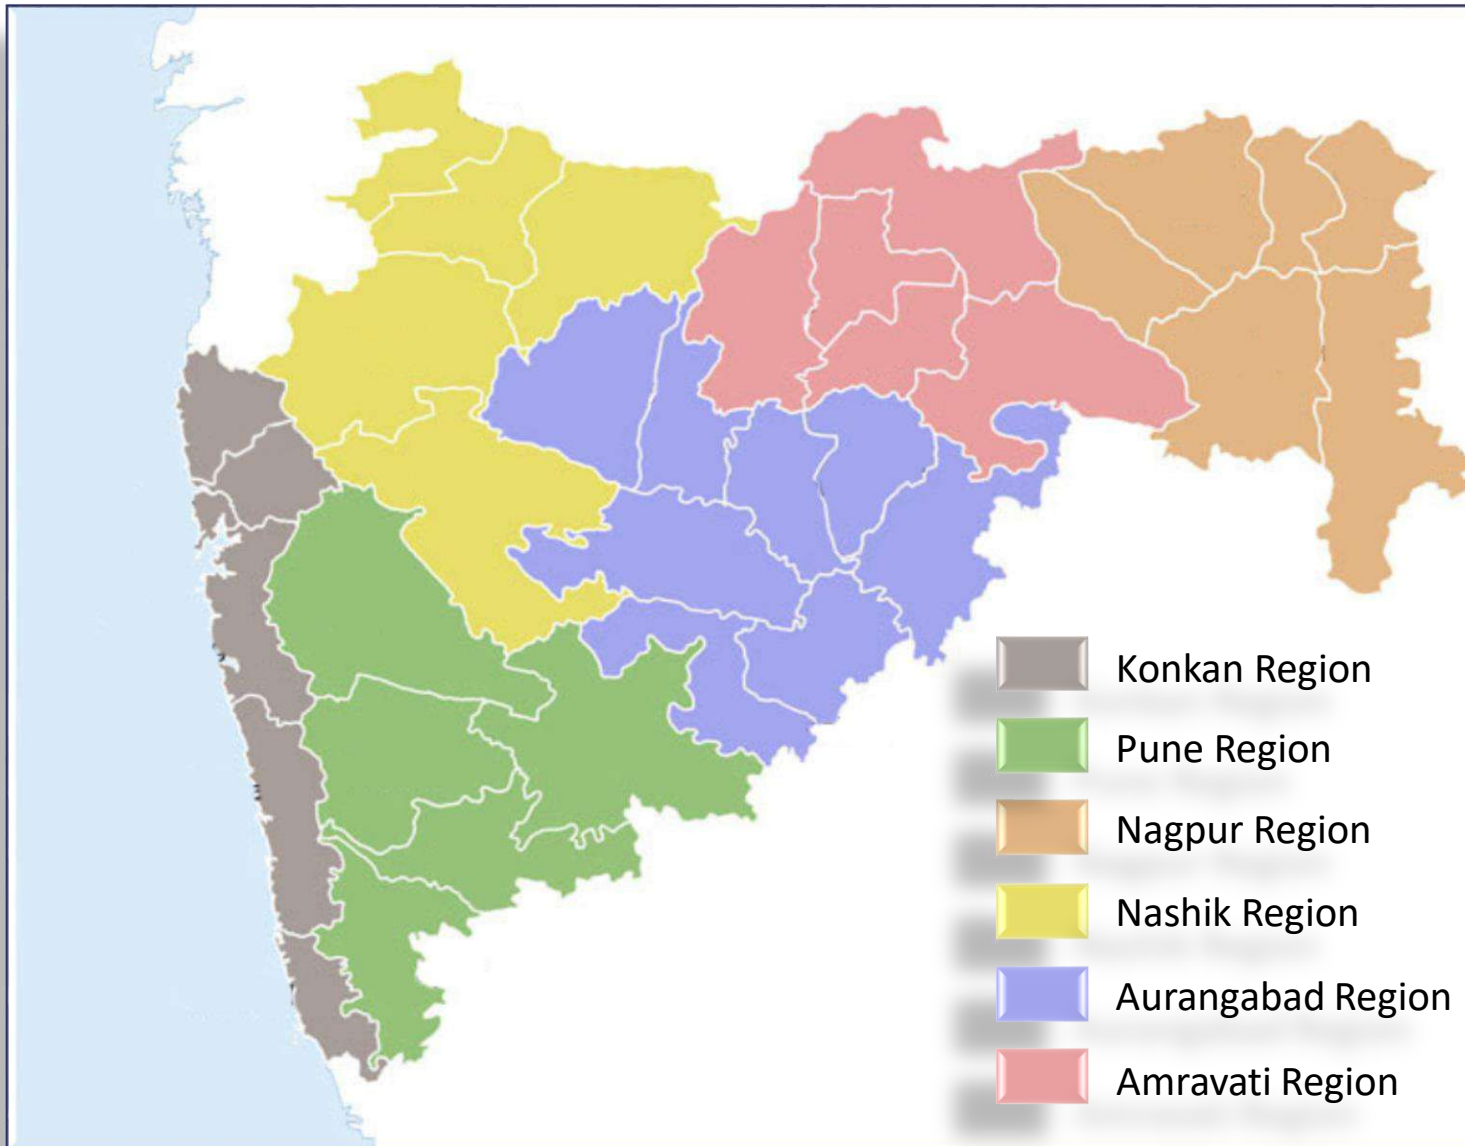 Konkan Region
Pune Region
Nagpur Region
Nashik Region
Aurangabad Region
Amravati Region